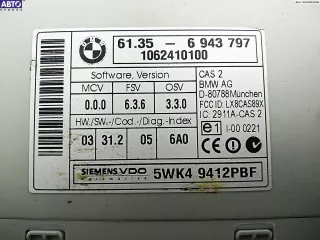 АВТО
61.35 - 6 943 797
1062410100
Software, Version
MCV FSV OSV
0.0.0 6.3.6 3.3.0
HW./SW.-/Cod./Diag.-Index
03 31.2 05 6A0
SIEMENS VDO
Automotive
5WK4 9412PBF
CAS 2
BMW AG
D-80788München
FCC ID: LX8CAS89X
IC: 2911A-CAS 2
e1 I-00 0221